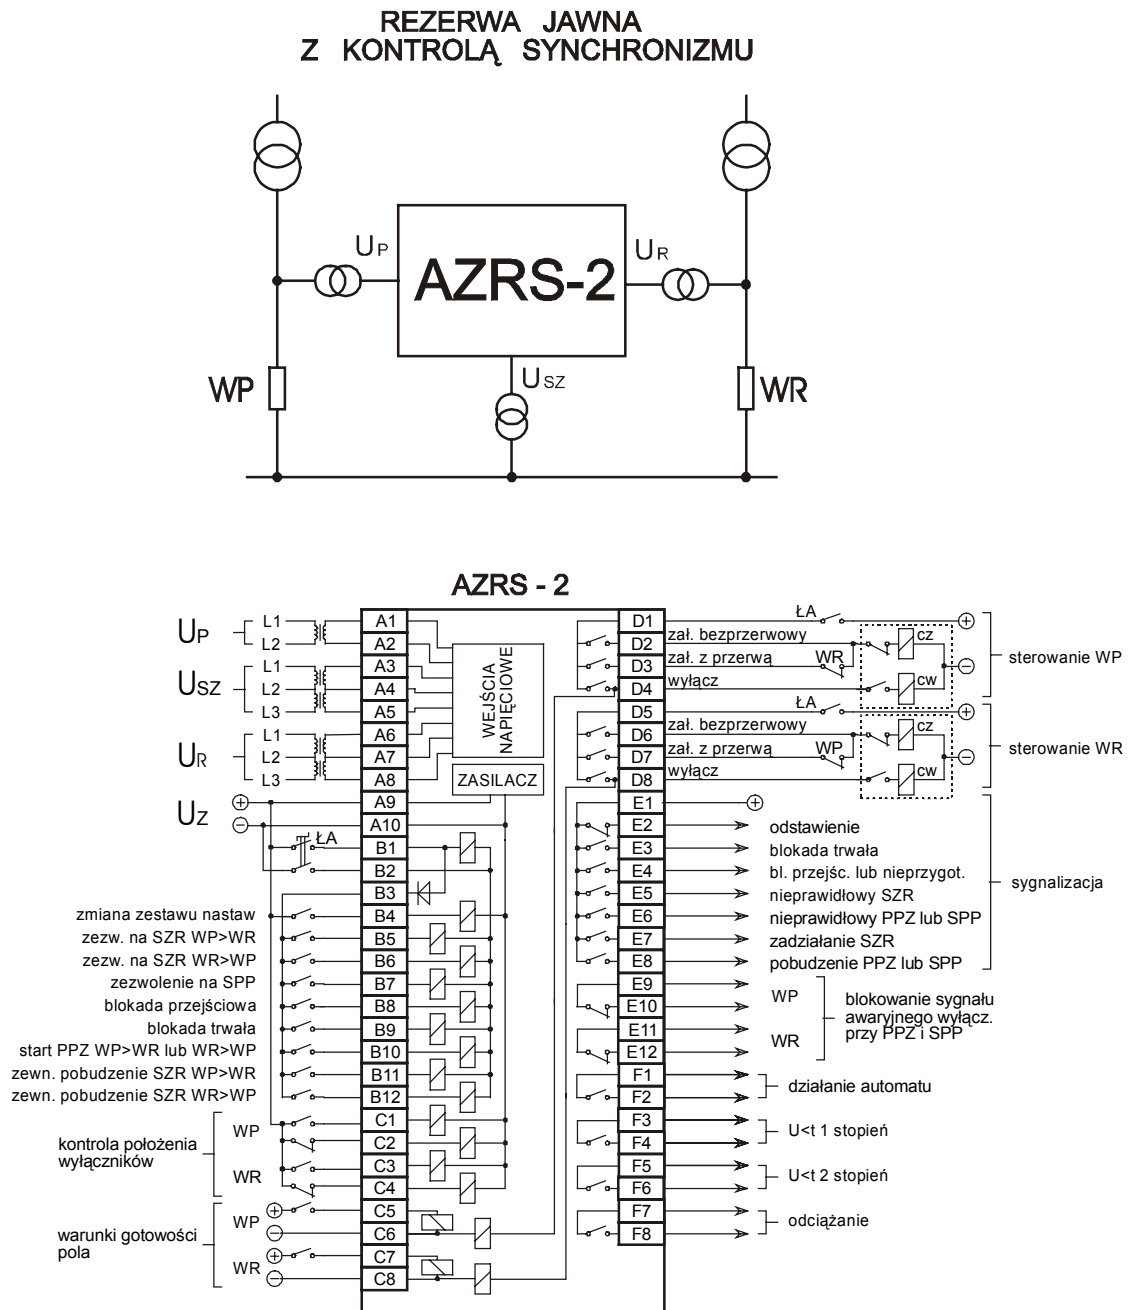 REZERWA JAWNA
Z KONTROLĄ SYNCHRONIZMU
UP
AZRS-2
UR
WP
USZ
WR
AZRS - 2
UP
L1
L2
USZ
L1
L2
L3
UR
L1
L2
L3
UZ
+
−
ŁA
zmiana zestawu nastaw
zezw. na SZR WP>WR
zezw. na SZR WR>WP
zezwolenie na SPP
blokada przejściowa
blokada trwała
start PPZ WP>WR lub WR>WP
zewn. pobudzenie SZR WP>WR
zewn. pobudzenie SZR WR>WP
kontrola położenia
wyłączników
WP
WR
warunki gotowości
pola
WP
+
−
WR
+
−
A1
A2
A3
A4
A5
A6
A7
A8
A9
A10
B1
B2
B3
B4
B5
B6
B7
B8
B9
B10
B11
B12
C1
C2
C3
C4
C5
C6
C7
C8
WEJŚCIA
NAPIĘCIOWE
ZASILACZ
D1
D2
D3
D4
D5
D6
D7
D8
E1
E2
E3
E4
E5
E6
E7
E8
E9
E10
E11
E12
F1
F2
F3
F4
F5
F6
F7
F8
ŁA
+
zał. bezprzerwowy
cz
zał. z przerwą
WR
−
sterowanie WP
wyłącz
cw
ŁA
+
zał. bezprzerwowy
cz
zał. z przerwą
WP
−
sterowanie WR
wyłącz
cw
+
odstawienie
blokada trwała
bl. przejśc. lub nieprzygot.
nieprawidłowy SZR
sygnalizacja
nieprawidłowy PPZ lub SPP
zadziałanie SZR
pobudzenie PPZ lub SPP
WP
WR
blokowanie sygnału
awaryjnego wyłącz.
przy PPZ i SPP
działanie automatu
U<t 1 stopień
U<t 2 stopień
odciążanie